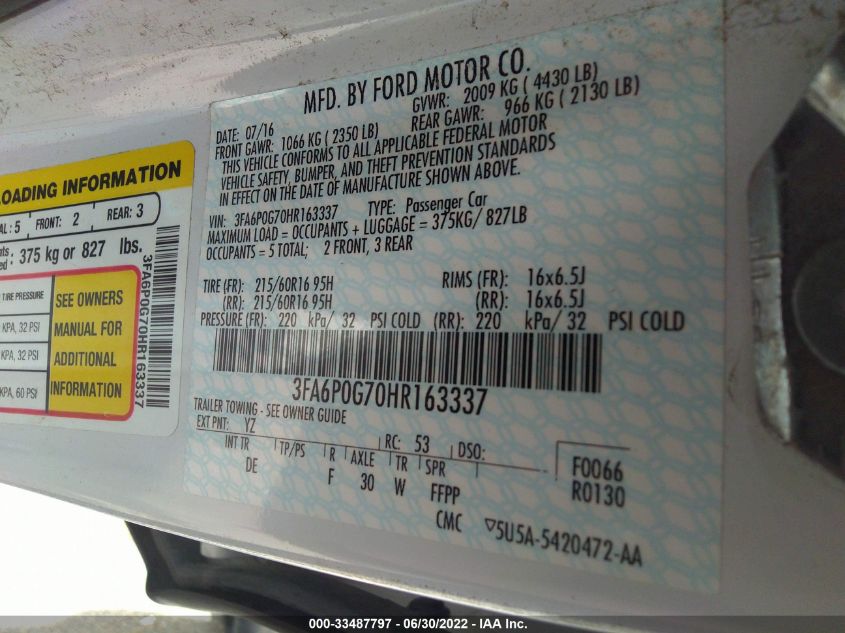 MFD. BY FORD MOTOR CO.
DATE: 07/16 GVWR: 2009 KG ( 4430 LB)
FRONT GAWR: 1066 KG ( 2350 LB) REAR GAWR: 966 KG ( 2130 LB)
THIS VEHICLE CONFORMS TO ALL APPLICABLE FEDERAL MOTOR
VEHICLE SAFETY, BUMPER, AND THEFT PREVENTION STANDARDS
IN EFFECT ON THE DATE OF MANUFACTURE SHOWN ABOVE.
VIN: 3FA6P0G70HR163337 TYPE: Passenger Car
MAXIMUM LOAD = OCCUPANTS + LUGGAGE = 375KG/ 827LB
OCCUPANTS = 5 TOTAL; 2 FRONT, 3 REAR
TIRE (FR): 215/60R16 95H RIMS (FR): 16x6.5J
(RR): 215/60R16 95H (RR): 16x6.5J
PRESSURE (FR): 220 kPa/ 32 PSI COLD (RR): 220 kPa/ 32 PSI COLD
3FA6P0G70HR163337
TRAILER TOWING - SEE OWNER GUIDE
EXT PNT: YZ RC: 53 DSO:
INT TR TP/PS R AXLE TR SPR F0066
DE F 30 W FFPP R0130
CMC ▽5U5A-5420472-AA
LOADING INFORMATION
: 5 FRONT: 2 REAR: 3
375 kg or 827 lbs.
TIRE PRESSURE
KPA, 32 PSI
KPA, 32 PSI
KPA, 60 PSI
SEE OWNERS
MANUAL FOR
ADDITIONAL
INFORMATION
3FA6P0G70HR163337
000-33487797 - 06/30/2022 - IAA Inc.